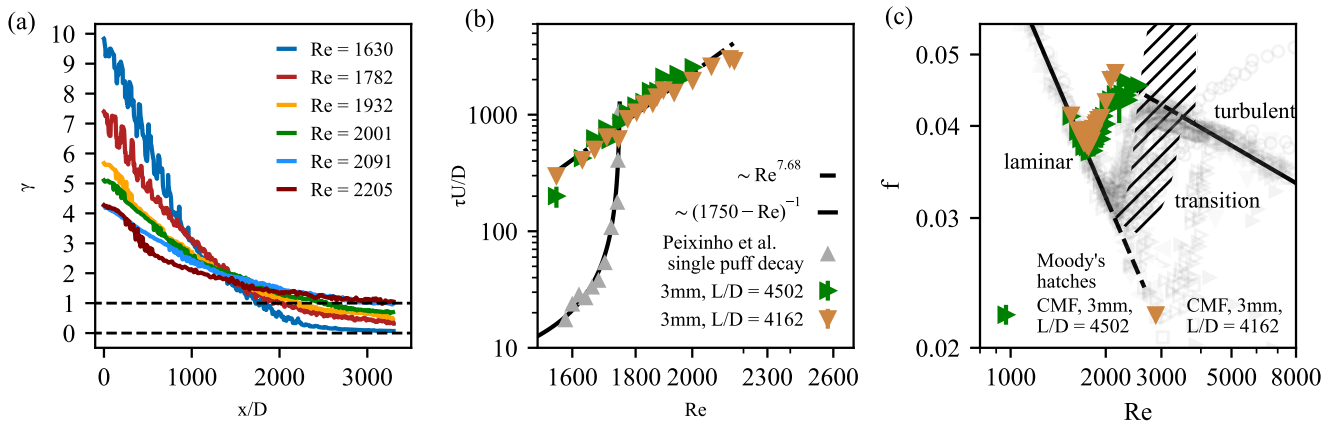 (a)
10
9
8
7
6
5
4
3
2
1
0
γ
0
1000
2000
3000
x/D
Re = 1630
Re = 1782
Re = 1932
Re = 2001
Re = 2091
Re = 2205
(b)
1000
100
10
τU/D
1600
1800
2000
2200
2400
2600
Re
~ Re^7.68
~ (1750 − Re)^−1
Peixinho et al.
single puff decay
3mm, L/D = 4502
3mm, L/D = 4162
(c)
0.05
0.04
0.03
0.02
f
1000
2000
3000
5000
8000
Re
turbulent
laminar
transition
Moody's
hatches
CMF, 3mm,
L/D = 4502
CMF, 3mm,
L/D = 4162